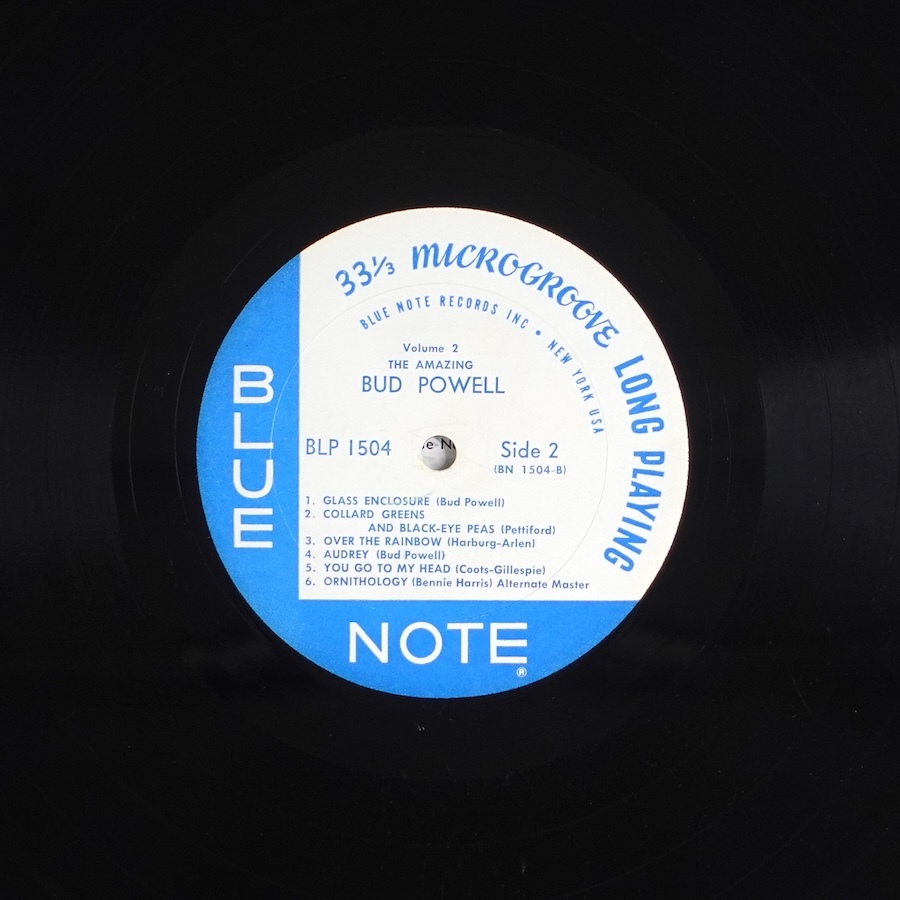 33⅓ MICROGROOVE LONG PLAYING
BLUE NOTE RECORDS INC • NEW YORK USA
Volume 2
THE AMAZING
BUD POWELL
BLUE
BLP 1504
Side 2
(BN 1504-B)
1. GLASS ENCLOSURE (Bud Powell)
2. COLLARD GREENS
AND BLACK-EYE PEAS (Pettiford)
3. OVER THE RAINBOW (Harburg-Arlen)
4. AUDREY (Bud Powell)
5. YOU GO TO MY HEAD (Coots-Gillespie)
6. ORNITHOLOGY (Bennie Harris) Alternate Master
NOTE
®